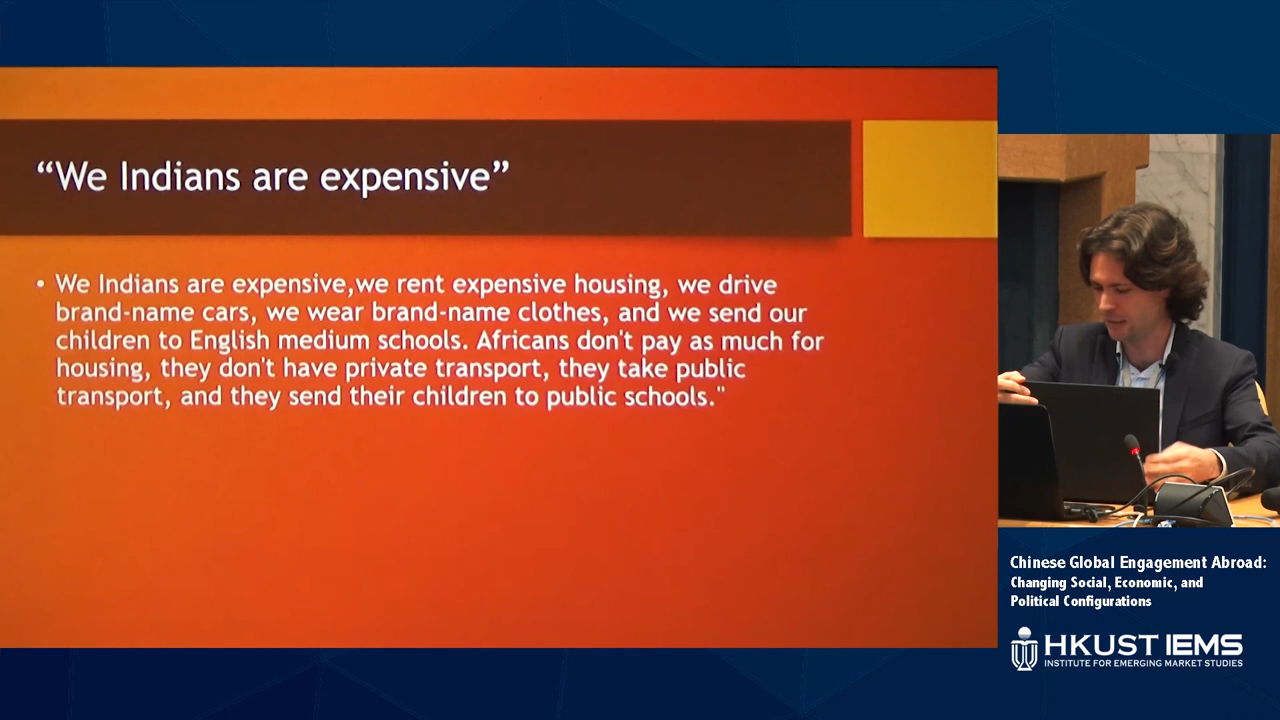 “We Indians are expensive”
• We Indians are expensive,we rent expensive housing, we drive
brand-name cars, we wear brand-name clothes, and we send our
children to English medium schools. Africans don't pay as much for
housing, they don't have private transport, they take public
transport, and they send their children to public schools."
Chinese Global Engagement Abroad:
Changing Social, Economic, and
Political Configurations
HKUST IEMS
INSTITUTE FOR EMERGING MARKET STUDIES